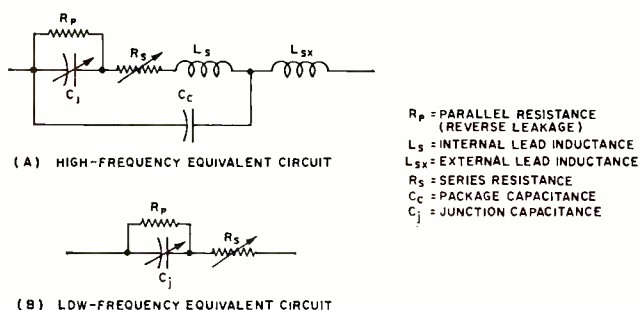 Rp
Rs
Ls
Lsx
Cj
Cc
(A) HIGH-FREQUENCY EQUIVALENT CIRCUIT
Rp = PARALLEL RESISTANCE
(REVERSE LEAKAGE)
Ls = INTERNAL LEAD INDUCTANCE
Lsx = EXTERNAL LEAD INDUCTANCE
Rs = SERIES RESISTANCE
Cc = PACKAGE CAPACITANCE
Cj = JUNCTION CAPACITANCE
Rp
Rs
Cj
(B) LOW-FREQUENCY EQUIVALENT CIRCUIT